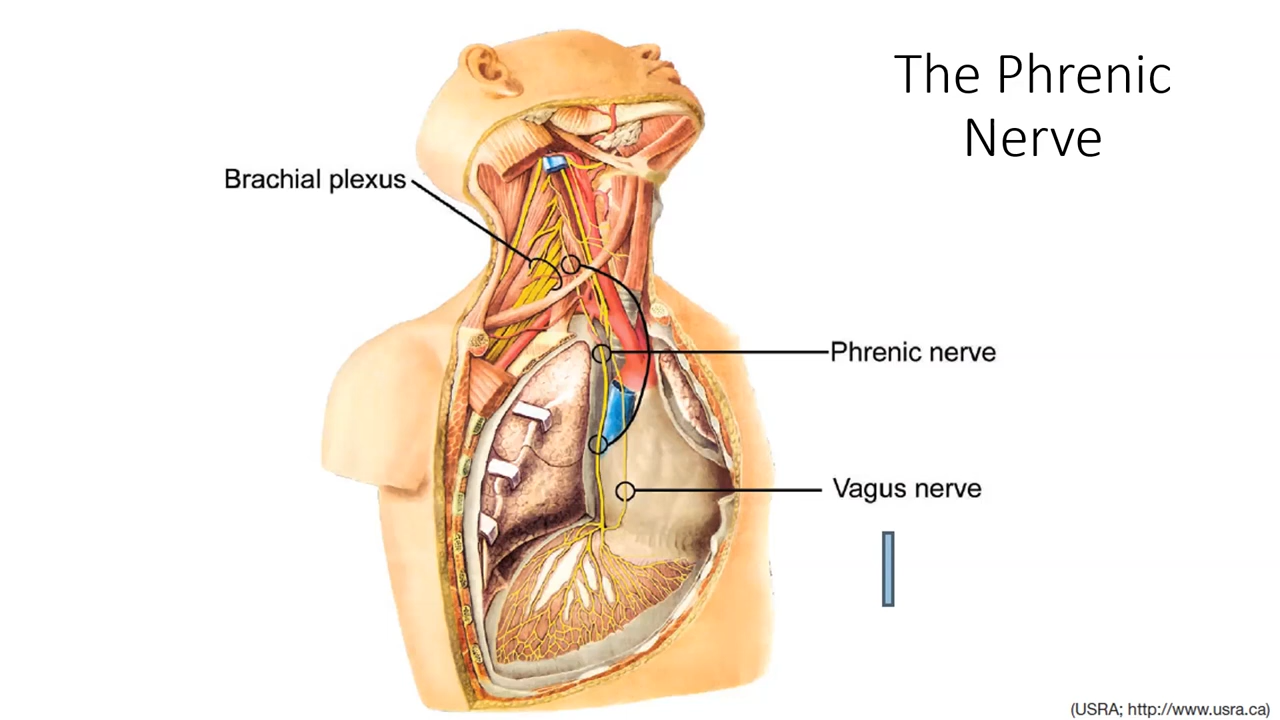 The Phrenic
Nerve
Brachial plexus
Phrenic nerve
Vagus nerve
(USRA; http://www.usra.ca)